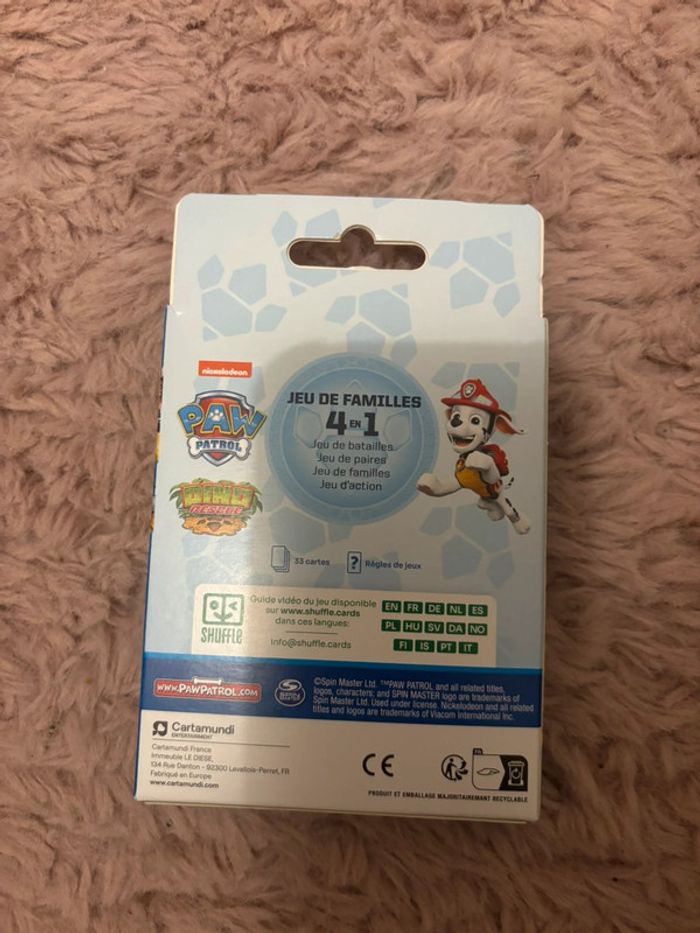 nickelodeon
PAW
PATROL
DINO
RESCUE
JEU DE FAMILLES
4 EN 1
Jeu de batailles
Jeu de paires
Jeu de familles
Jeu d'action
33 cartes
? Règles de jeux
SHUFFLE
Guide vidéo du jeu disponible
sur www.shuffle.cards
dans ces langues:
info@shuffle.cards
EN FR DE NL ES
PL HU SV DA NO
FI IS PT IT
www.PAWPATROL.COM
SPIN MASTER
©Spin Master Ltd. ™PAW PATROL and all related titles,
logos, characters; and SPIN MASTER logo are trademarks of
Spin Master Ltd. Used under license. Nickelodeon and all related
titles and logos are trademarks of Viacom International Inc.
Cartamundi
ENTERTAINMENT
Cartamundi France
Immeuble LE DIESE,
134 Rue Danton - 92300 Levallois-Perret, FR
Fabriqué en Europe
www.cartamundi.com
CE
FR
PRODUIT ET EMBALLAGE MAJORITAIREMENT RECYCLABLE